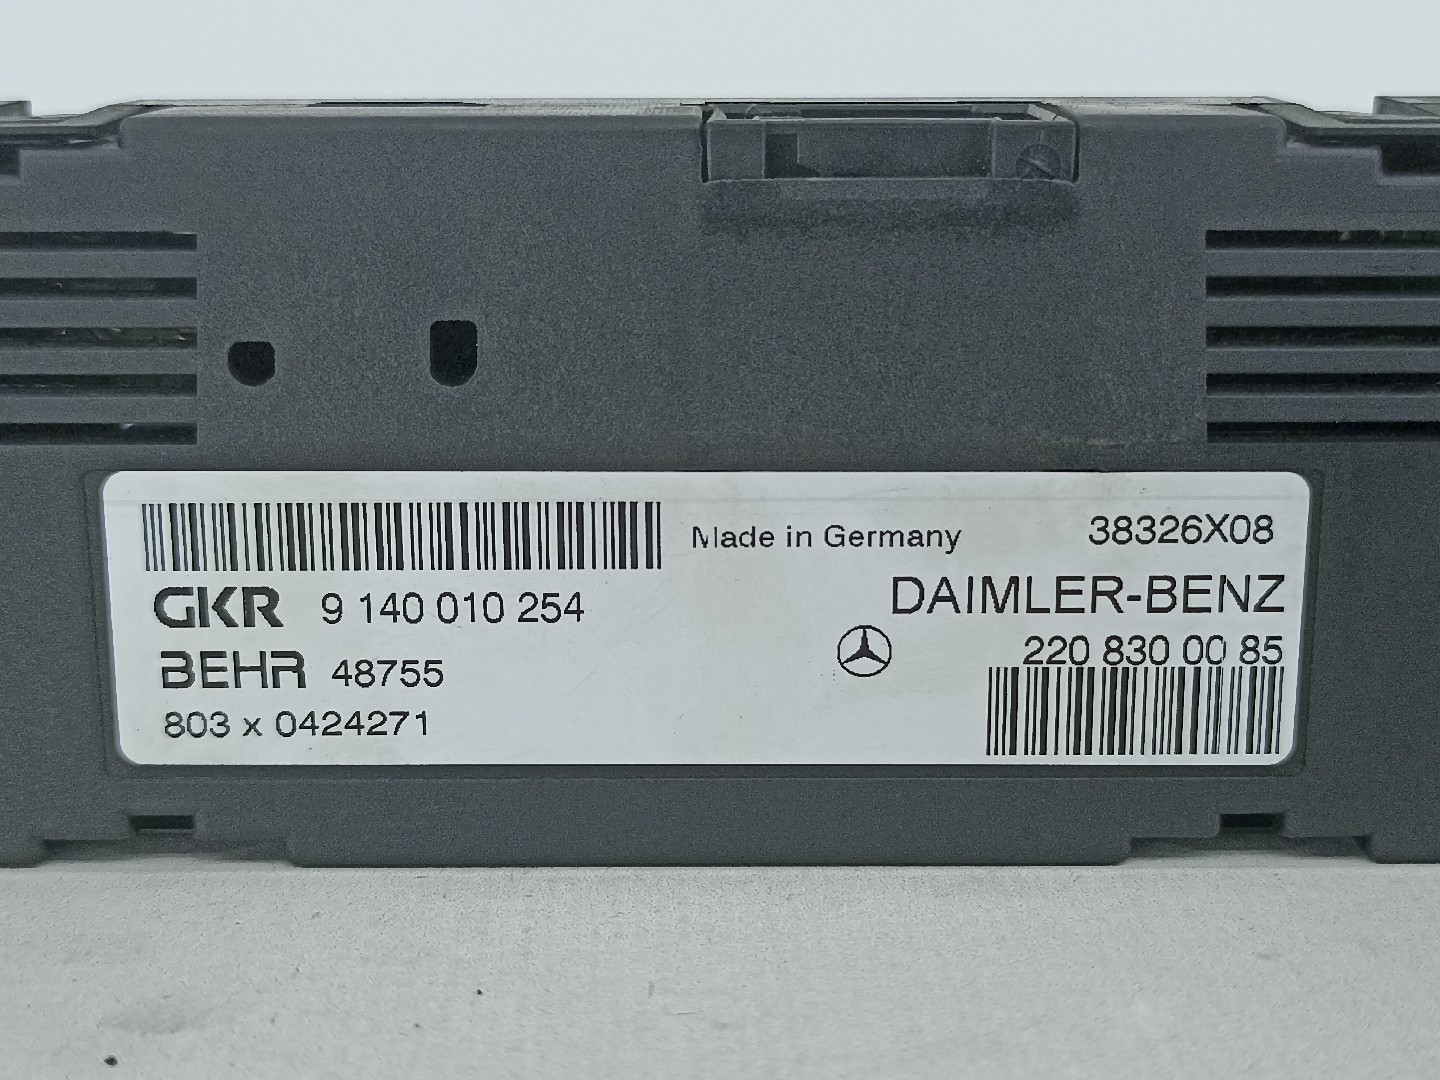 Made in Germany 38326X08
GKR 9 140 010 254
DAIMLER-BENZ
BEHR 48755
220 830 00 85
803 x 0424271